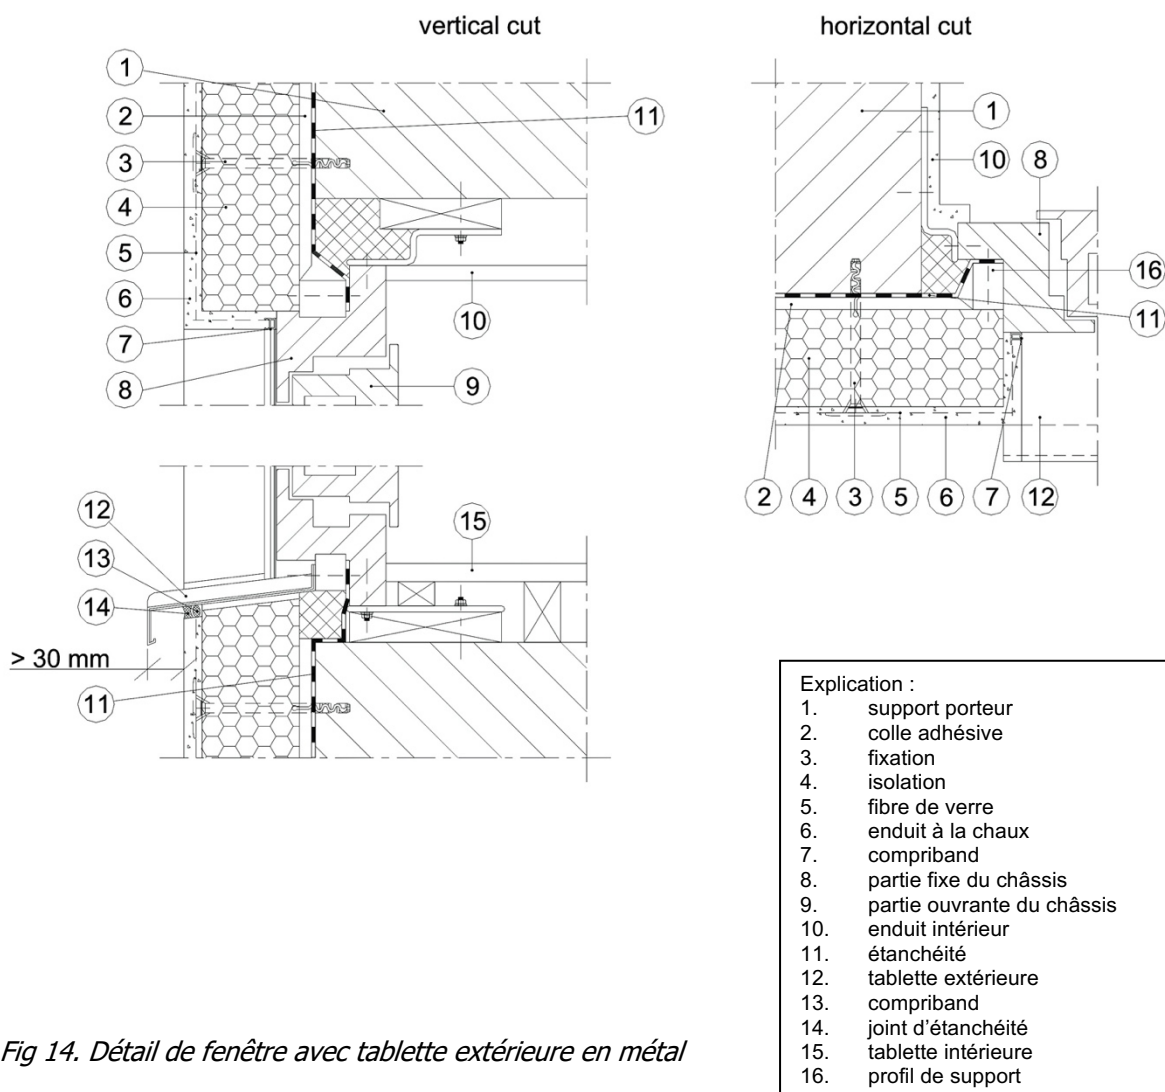 vertical cut
horizontal cut
1
2
3
4
5
6
7
8
11
10
9
12
13
14
> 30 mm
11
15
1
10
8
16
11
2
4
3
5
6
7
12
Explication :
1. support porteur
2. colle adhésive
3. fixation
4. isolation
5. fibre de verre
6. enduit à la chaux
7. compriband
8. partie fixe du châssis
9. partie ouvrante du châssis
10. enduit intérieur
11. étanchéité
12. tablette extérieure
13. compriband
14. joint d'étanchéité
15. tablette intérieure
16. profil de support
Fig 14. Détail de fenêtre avec tablette extérieure en métal